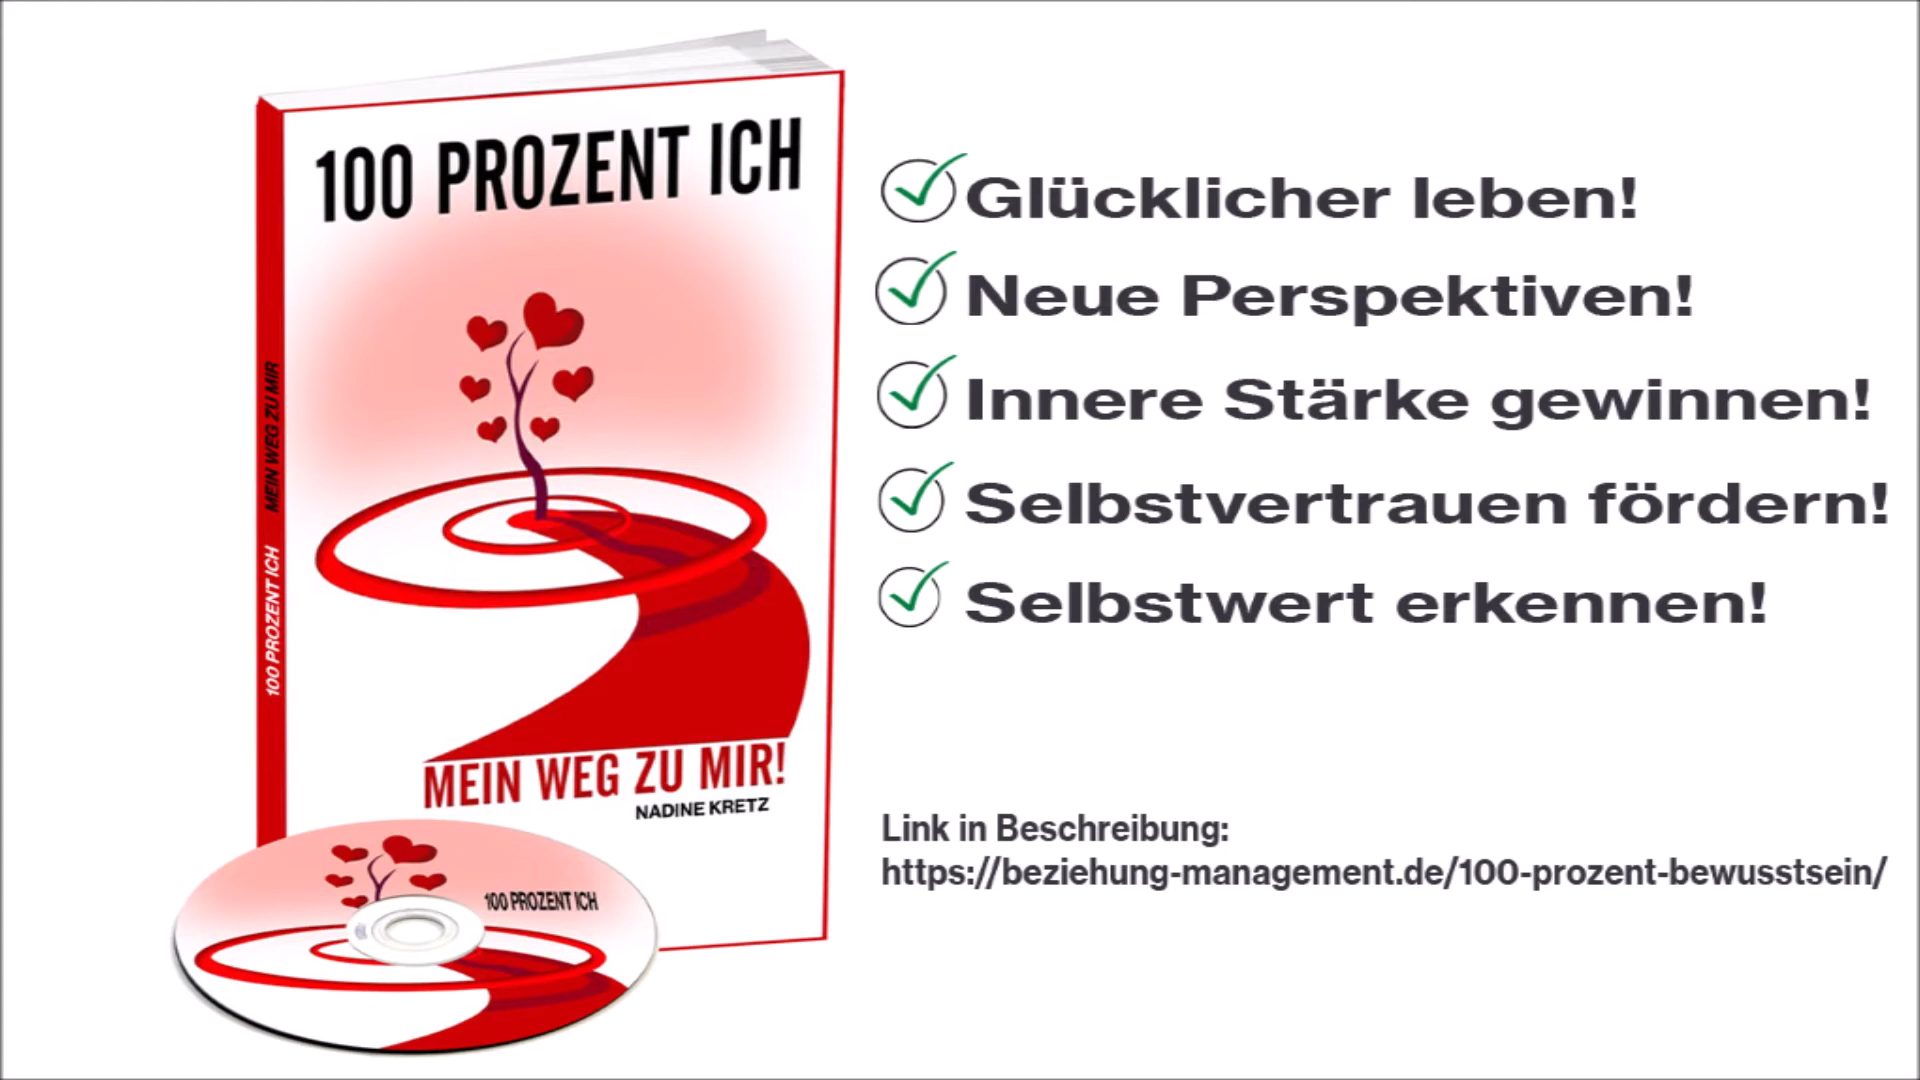 100 PROZENT ICH
MEIN WEG ZU MIR!
NADINE KRETZ
100 PROZENT ICH MEIN WEG ZU MIR
100 PROZENT ICH
Glücklicher leben!
Neue Perspektiven!
Innere Stärke gewinnen!
Selbstvertrauen fördern!
Selbstwert erkennen!
Link in Beschreibung:
https://beziehung-management.de/100-prozent-bewusstsein/